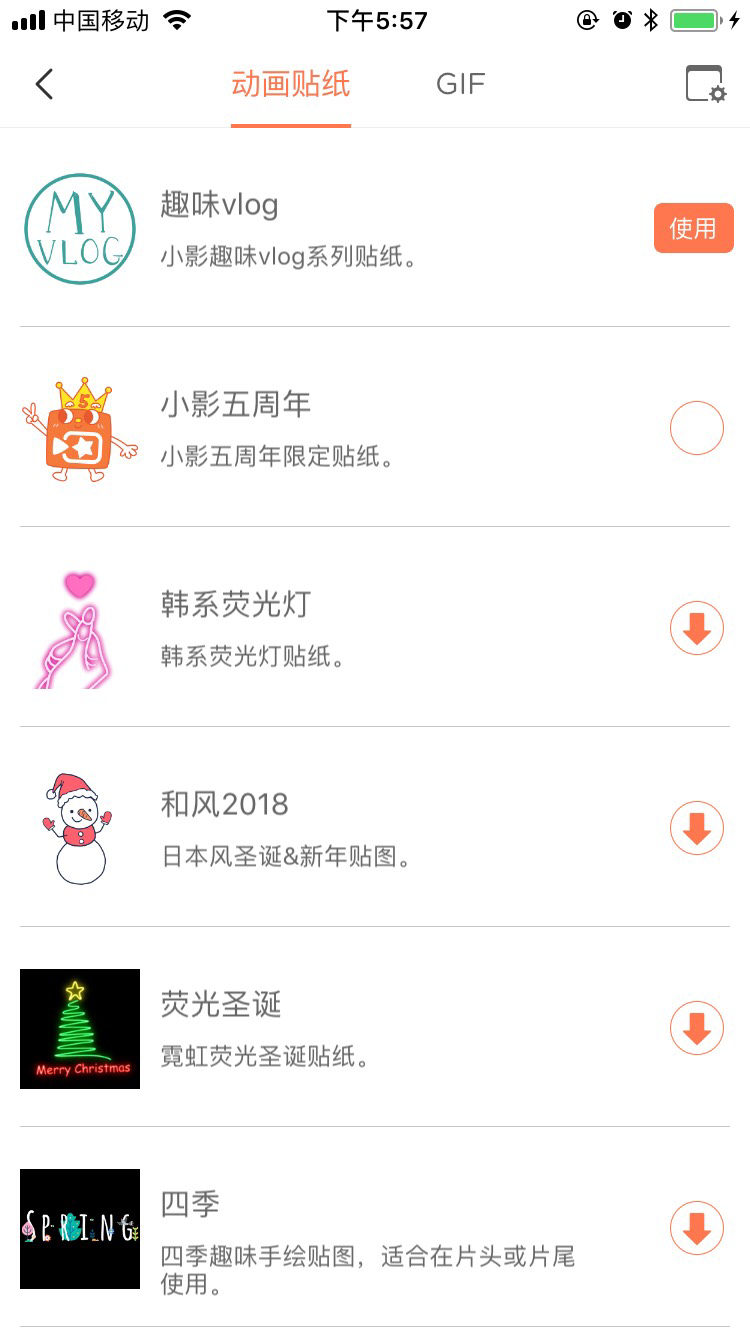 中国移动
下午5:57
动画贴纸
GIF
MY
VLOG
趣味vlog
小影趣味vlog系列贴纸。
使用
5
小影五周年
小影五周年限定贴纸。
韩系荧光灯
韩系荧光灯贴纸。
和风2018
日本风圣诞&新年贴图。
Merry Christmas
荧光圣诞
霓虹荧光圣诞贴纸。
SPRING
四季
四季趣味手绘贴图，适合在片头或片尾
使用。